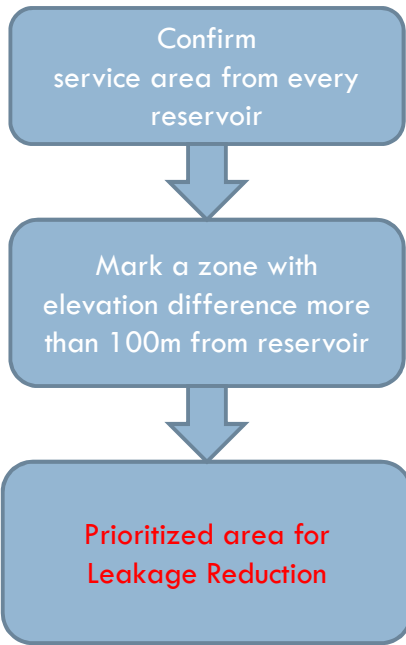 Confirm
service area from every
reservoir
Mark a zone with
elevation difference more
than 100m from reservoir
Prioritized area for
Leakage Reduction